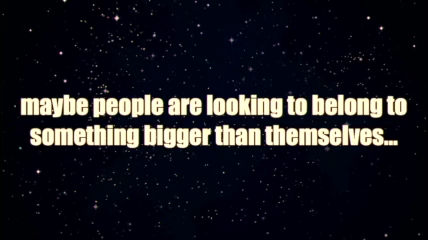 maybe people are looking to belong to
something bigger than themselves...